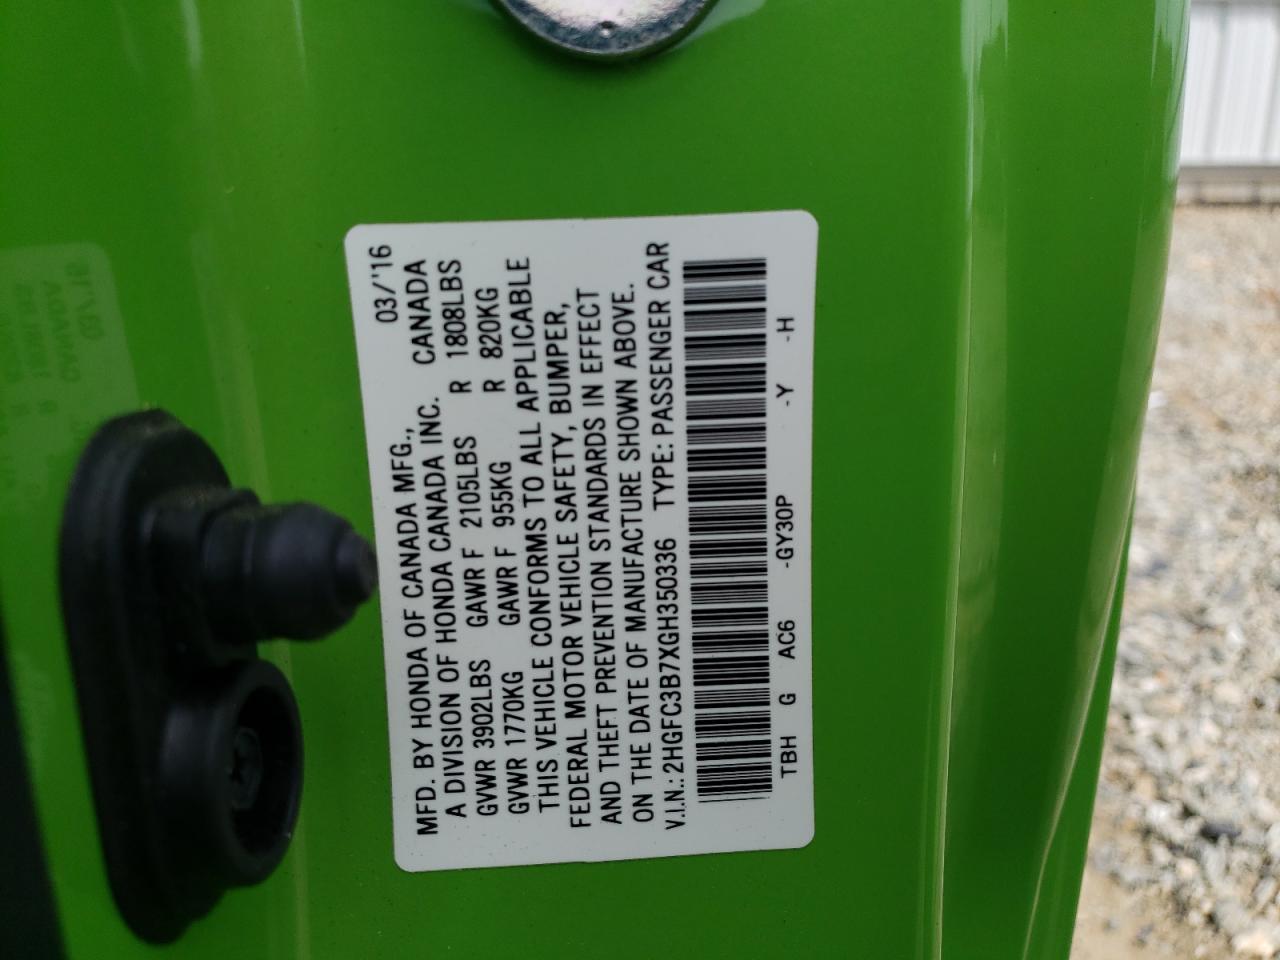 MFD. BY HONDA OF CANADA MFG., 03/'16
A DIVISION OF HONDA CANADA INC. CANADA
GVWR 3902LBS GAWR F 2105LBS R 1808LBS
GVWR 1770KG GAWR F 955KG R 820KG
THIS VEHICLE CONFORMS TO ALL APPLICABLE
FEDERAL MOTOR VEHICLE SAFETY, BUMPER,
AND THEFT PREVENTION STANDARDS IN EFFECT
ON THE DATE OF MANUFACTURE SHOWN ABOVE.
V.I.N.: 2HGFC3B7XGH350336 TYPE: PASSENGER CAR
TBH G AC6 -GY30P -Y -H